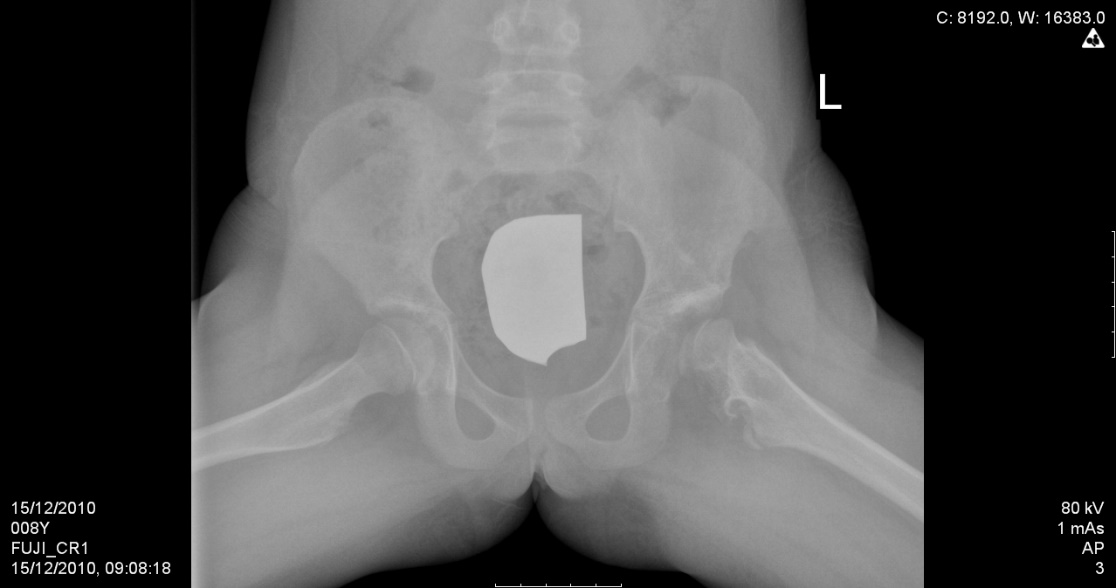 C: 8192.0, W: 16383.0
L
15/12/2010
008Y
FUJI_CR1
15/12/2010, 09:08:18
80 kV
1 mAs
AP
3